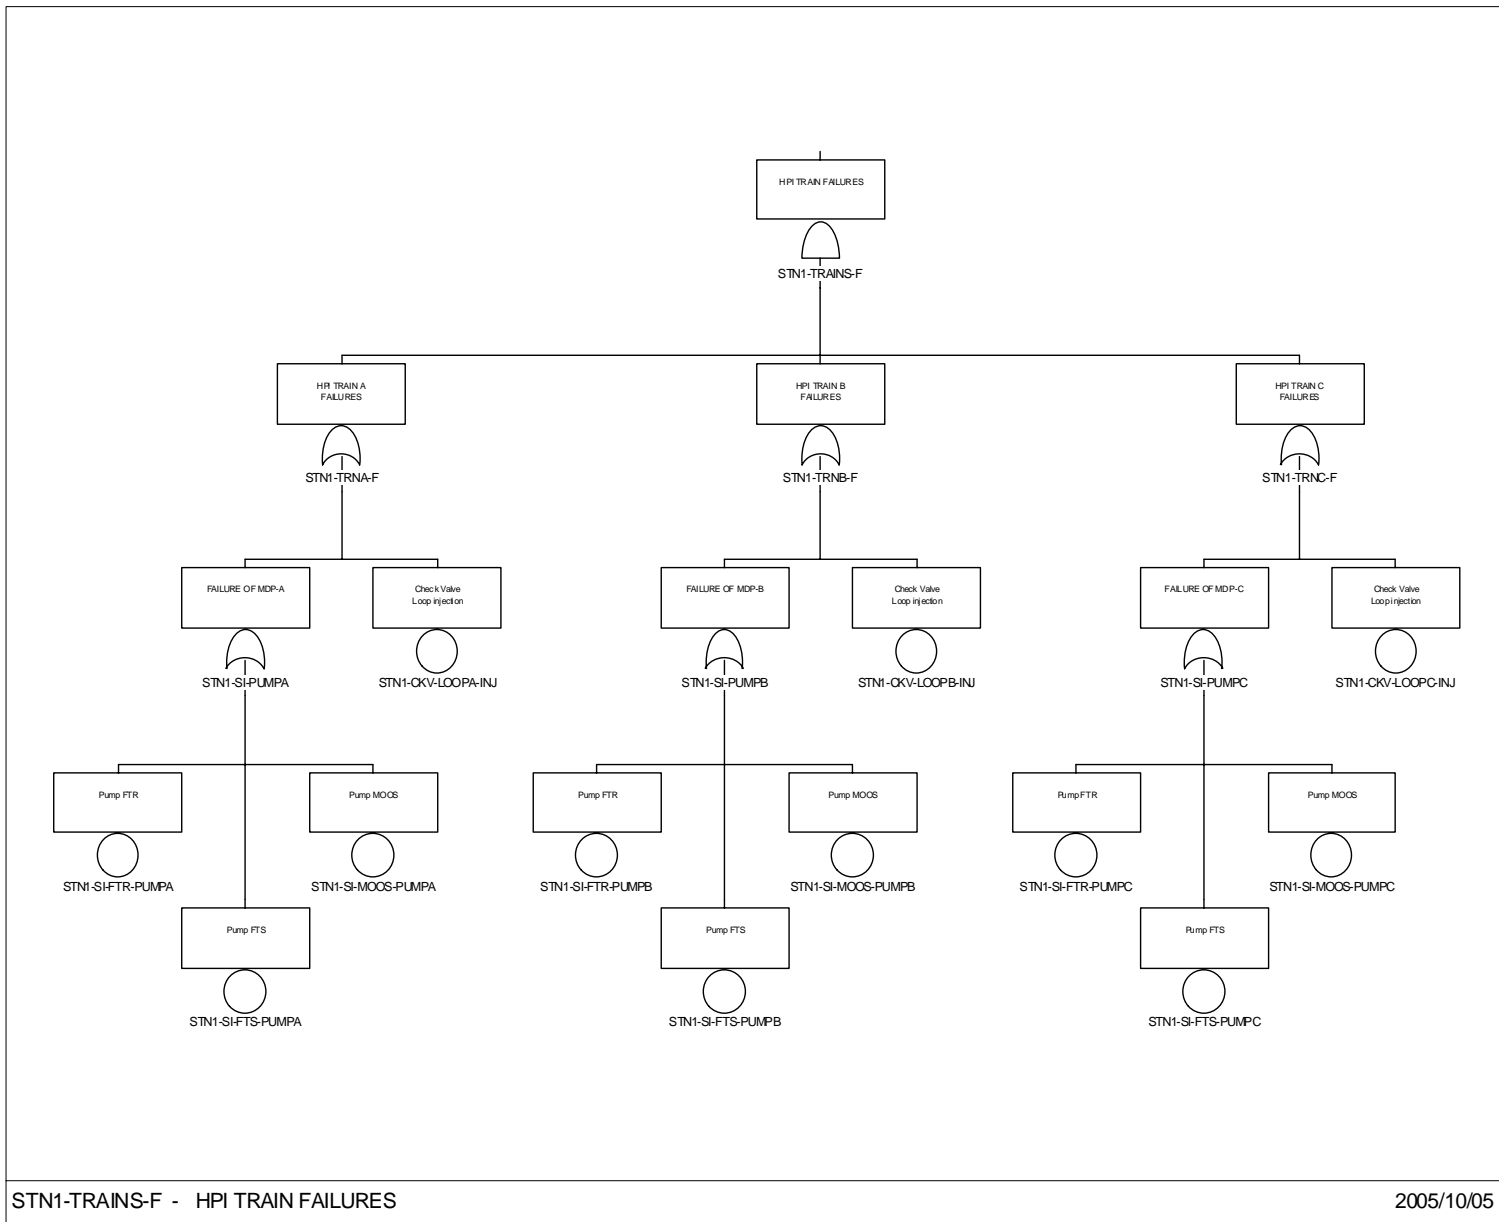 HPI TRAIN FAILURES
STN1-TRAINS-F
HPI TRAIN A
FAILURES
STN1-TRNA-F
HPI TRAIN B
FAILURES
STN1-TRNB-F
HPI TRAIN C
FAILURES
STN1-TRNC-F
FAILURE OF MDP-A
STN1-SI-PUMPA
Check Valve
Loop injection
STN1-CKV-LOOPA-INJ
FAILURE OF MDP-B
STN1-SI-PUMPB
Check Valve
Loop injection
STN1-CKV-LOOPB-INJ
FAILURE OF MDP-C
STN1-SI-PUMPC
Check Valve
Loop injection
STN1-CKV-LOOPC-INJ
Pump FTR
STN1-SI-FTR-PUMPA
Pump MOOS
STN1-SI-MOOS-PUMPA
Pump FTR
STN1-SI-FTR-PUMPB
Pump MOOS
STN1-SI-MOOS-PUMPB
Pump FTR
STN1-SI-FTR-PUMPC
Pump MOOS
STN1-SI-MOOS-PUMPC
Pump FTS
STN1-SI-FTS-PUMPA
Pump FTS
STN1-SI-FTS-PUMPB
Pump FTS
STN1-SI-FTS-PUMPC
STN1-TRAINS-F - HPI TRAIN FAILURES
2005/10/05